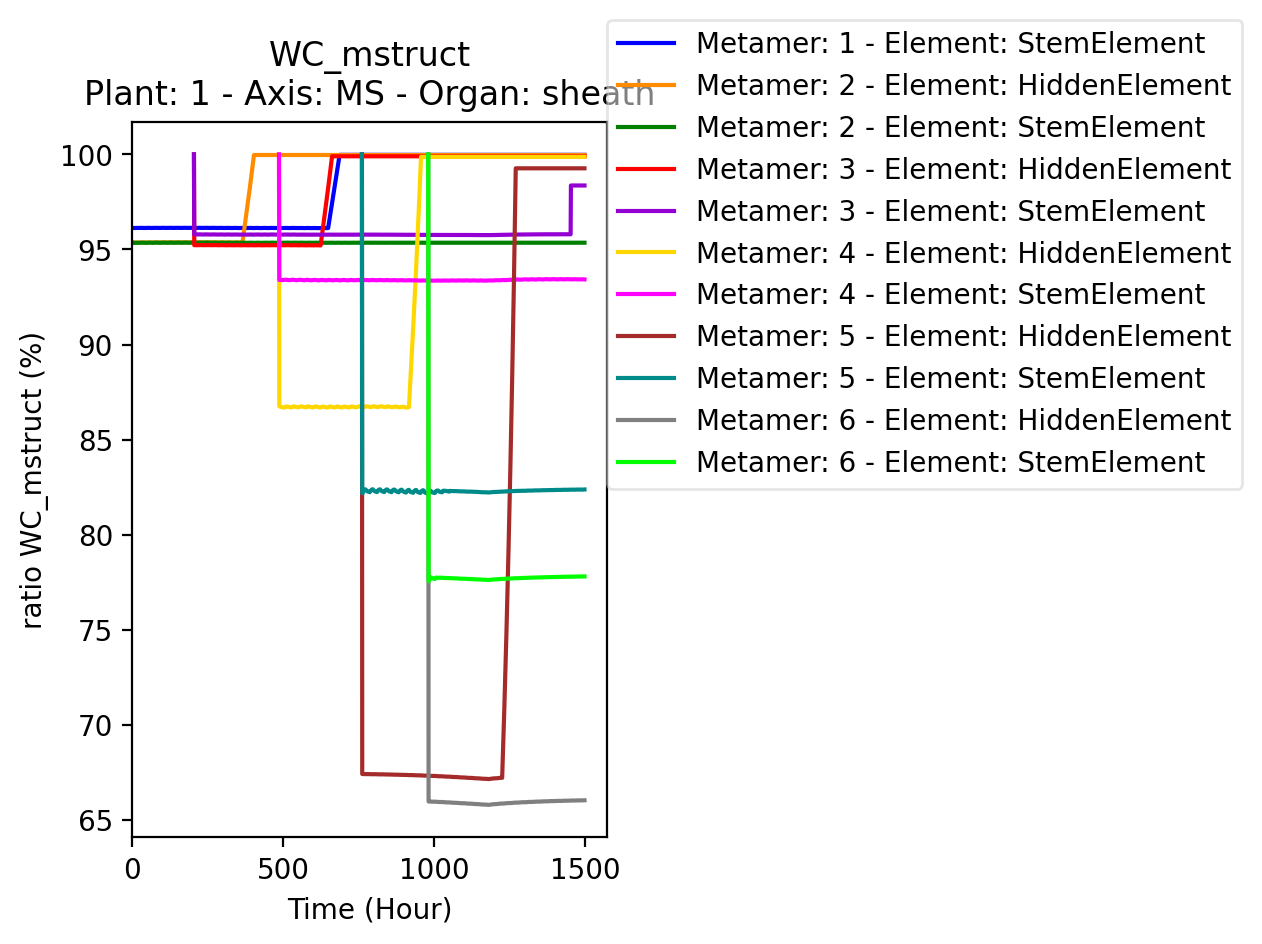 WC_mstruct
Plant: 1 - Axis: MS - Organ: sheath
Metamer: 1 - Element: StemElement
Metamer: 2 - Element: HiddenElement
Metamer: 2 - Element: StemElement
Metamer: 3 - Element: HiddenElement
Metamer: 3 - Element: StemElement
Metamer: 4 - Element: HiddenElement
Metamer: 4 - Element: StemElement
Metamer: 5 - Element: HiddenElement
Metamer: 5 - Element: StemElement
Metamer: 6 - Element: HiddenElement
Metamer: 6 - Element: StemElement
ratio WC_mstruct (%)
100
95
90
85
80
75
70
65
0 500 1000 1500
Time (Hour)